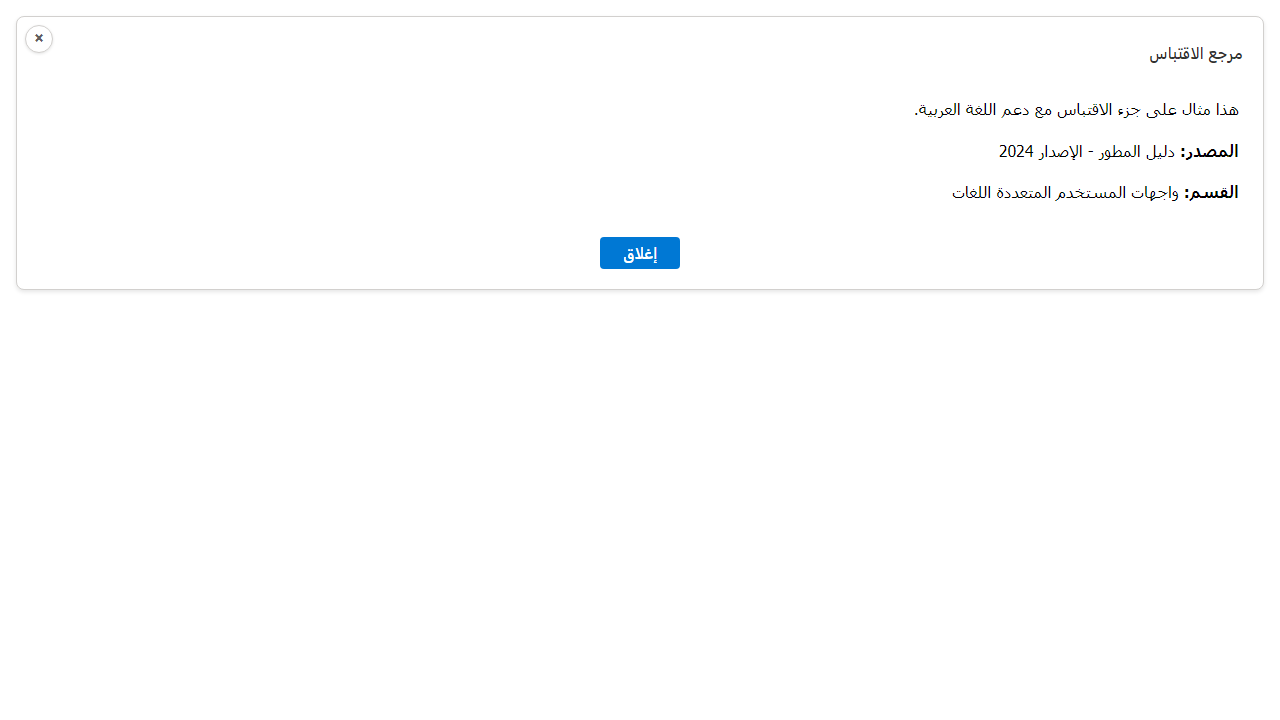 ×
مرجع الاقتباس
هذا مثال على جزء الاقتباس مع دعم اللغة العربية.
المصدر: دليل المطور - الإصدار 2024
القسم: واجهات المستخدم المتعددة اللغات
إغلاق